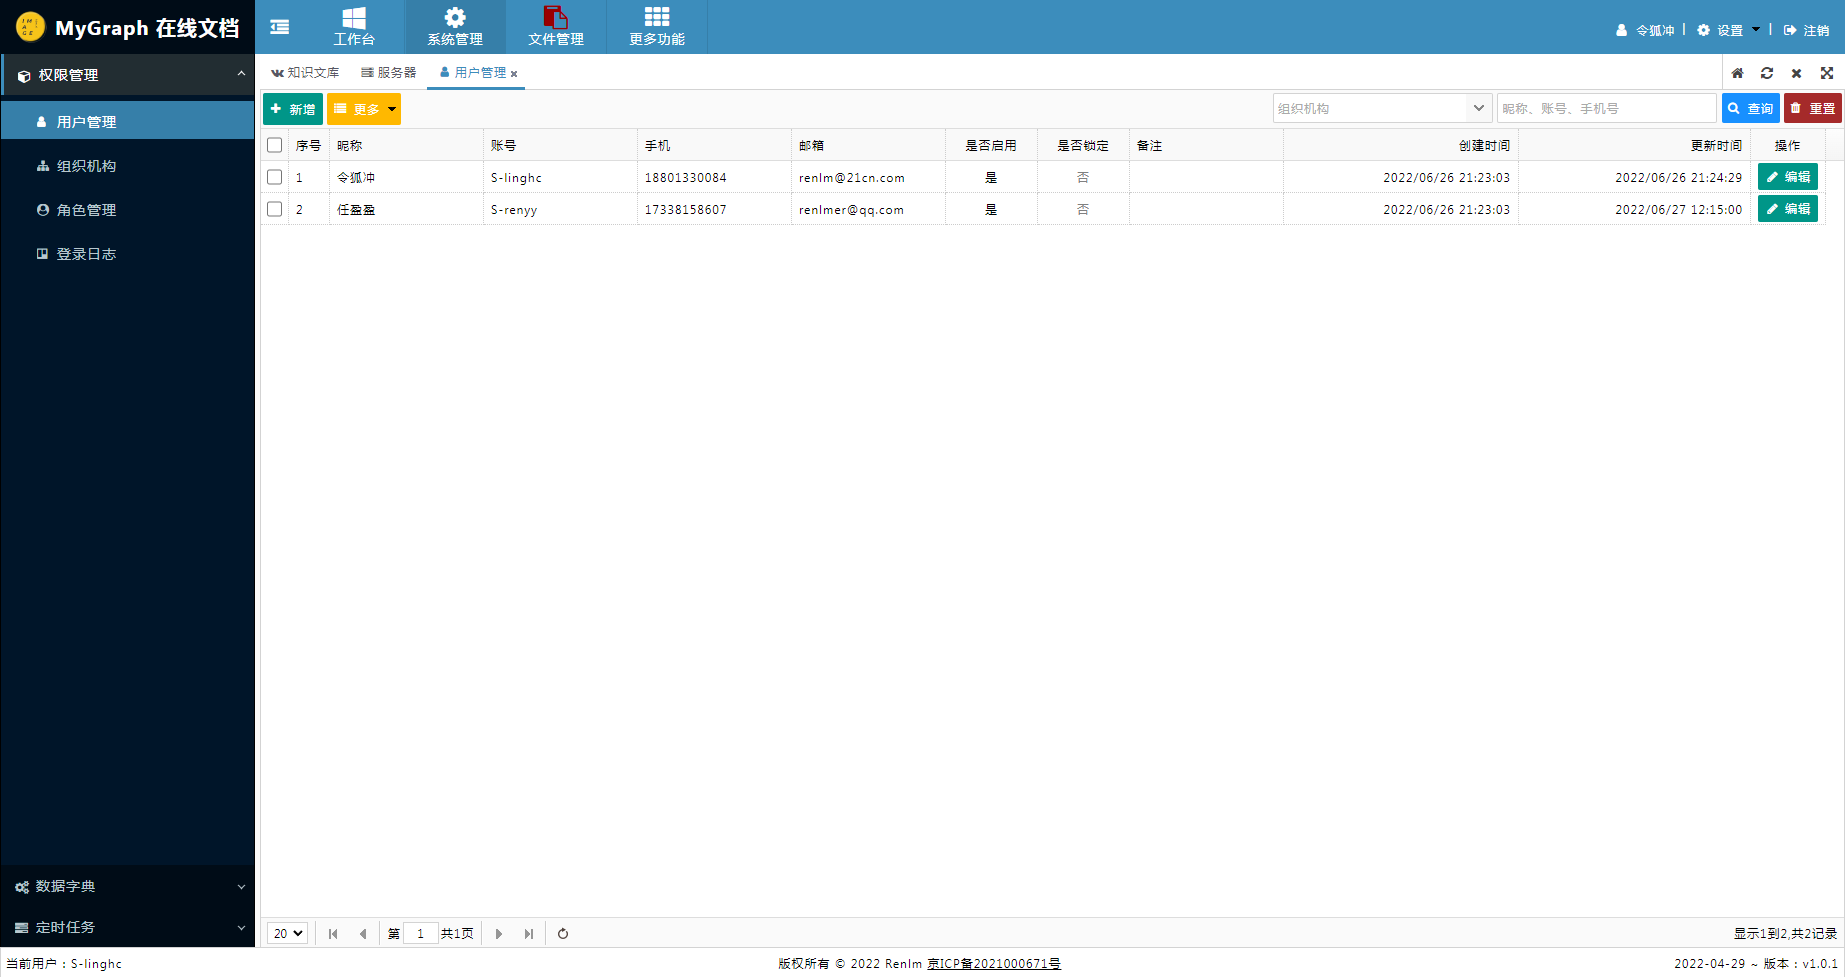 MyGraph 在线文档
工作台 系统管理 文件管理 更多功能
令狐冲 | 设置 | 注销
权限管理
用户管理
组织机构
角色管理
登录日志
数据字典
定时任务
知识文库 服务器 用户管理
新增 更多 组织机构 昵称、账号、手机号 查询 重置
序号 昵称 账号 手机 邮箱 是否启用 是否锁定 备注 创建时间 更新时间 操作
1 令狐冲 S-linghc 18801330084 renlm@21cn.com 是 否 2022/06/26 21:23:03 2022/06/26 21:24:29 编辑
2 任盈盈 S-renyy 17338158607 renlmer@qq.com 是 否 2022/06/26 21:23:03 2022/06/27 12:15:00 编辑
20 第 1 共1页 显示1到2,共2记录
当前用户：S-linghc 版权所有 © 2022 Renlm 京ICP备2021000671号 2022-04-29 ~ 版本：v1.0.1